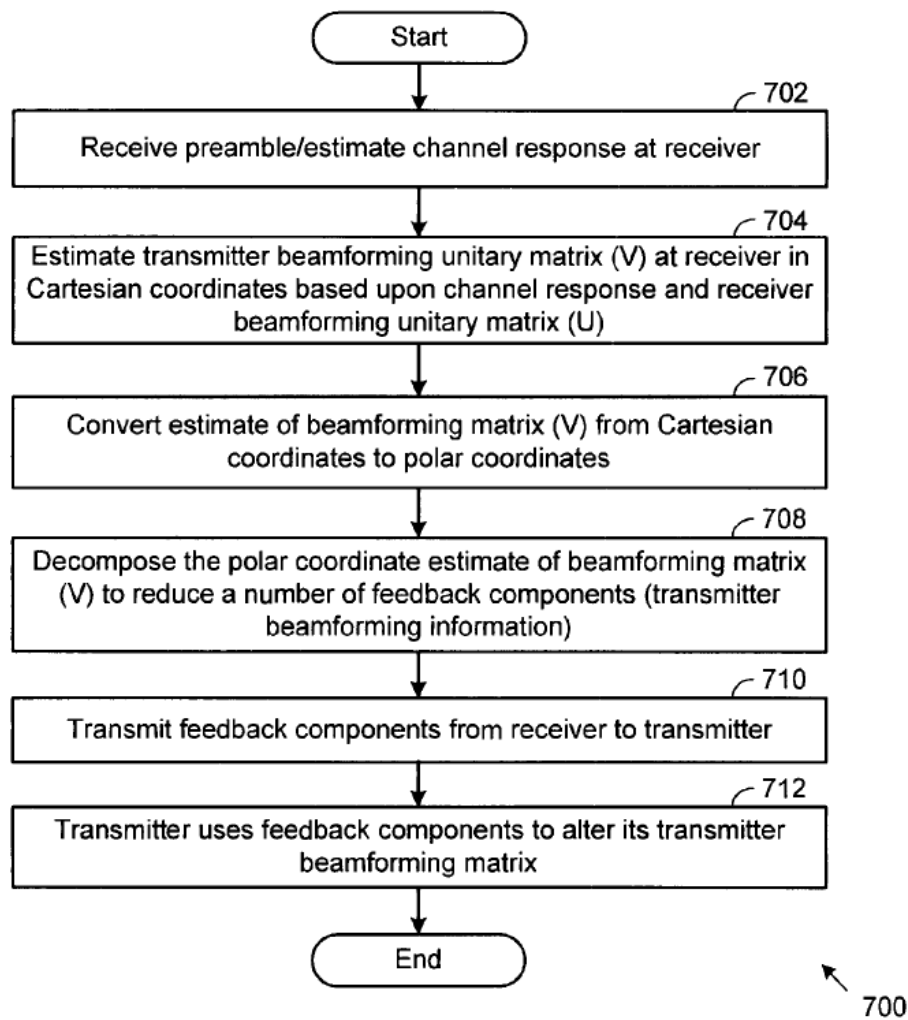 Start
702
Receive preamble/estimate channel response at receiver
704
Estimate transmitter beamforming unitary matrix (V) at receiver in
Cartesian coordinates based upon channel response and receiver
beamforming unitary matrix (U)
706
Convert estimate of beamforming matrix (V) from Cartesian
coordinates to polar coordinates
708
Decompose the polar coordinate estimate of beamforming matrix
(V) to reduce a number of feedback components (transmitter
beamforming information)
710
Transmit feedback components from receiver to transmitter
712
Transmitter uses feedback components to alter its transmitter
beamforming matrix
End
700